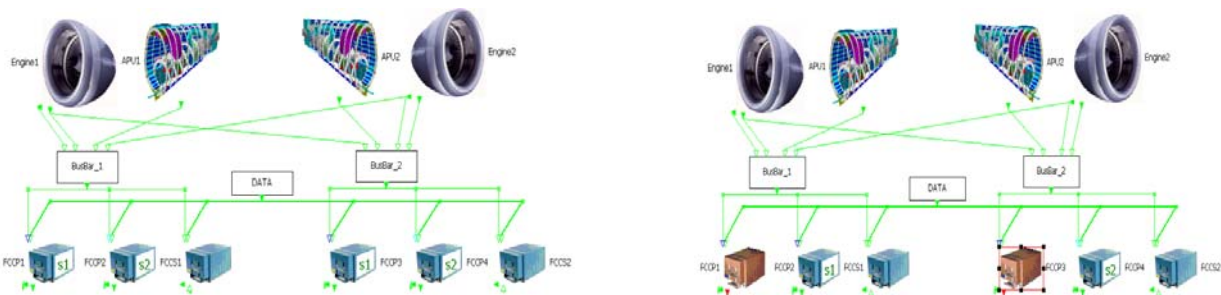 Engine1
APU1
APU2
Engine2
BusBar_1
BusBar_2
DATA
FCCP1
S1
FCCP2
S2
FCCS1
S1
FCCP3
S2
FCCP4
FCCS2
Engine1
APU1
APU2
Engine2
BusBar_1
BusBar_2
DATA
FCCP1
FCCP2
S1
FCCS1
FCCP3
S2
FCCP4
FCCS2